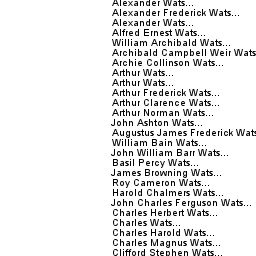 Alexander Wats...
Alexander Frederick Wats...
Alexander Wats...
Alfred Ernest Wats...
William Archibald Wats...
Archibald Campbell Weir Wats
Archie Collinson Wats...
Arthur Wats...
Arthur Wats...
Arthur Frederick Wats...
Arthur Clarence Wats...
Arthur Norman Wats...
John Ashton Wats...
Augustus James Frederick Wats
William Bain Wats...
John William Barr Wats...
Basil Percy Wats...
James Browning Wats...
Roy Cameron Wats...
Harold Chalmers Wats...
John Charles Ferguson Wats...
Charles Herbert Wats...
Charles Wats...
Charles Harold Wats...
Charles Magnus Wats...
Clifford Stephen Wats...